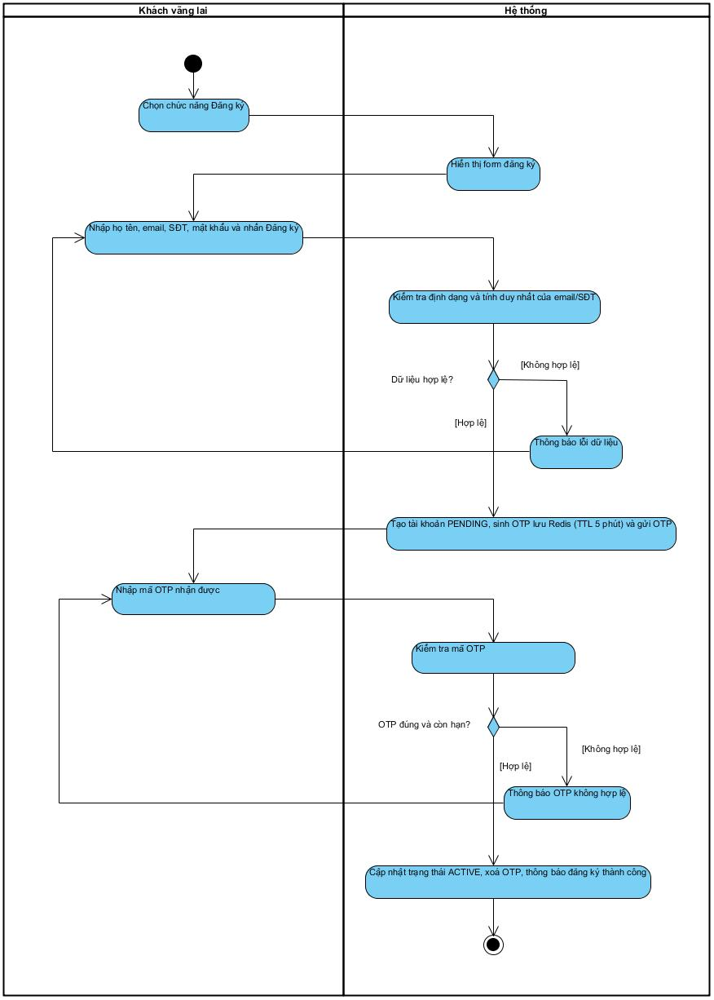 Khách vãng lai
Hệ thống
Chọn chức năng Đăng ký
Hiển thị form đăng ký
Nhập họ tên, email, SĐT, mật khẩu và nhấn Đăng ký
Kiểm tra định dạng và tính duy nhất của email/SĐT
[Không hợp lệ]
Dữ liệu hợp lệ?
[Hợp lệ]
Thông báo lỗi dữ liệu
Tạo tài khoản PENDING, sinh OTP lưu Redis (TTL 5 phút) và gửi OTP
Nhập mã OTP nhận được
Kiểm tra mã OTP
OTP đúng và còn hạn?
[Không hợp lệ]
[Hợp lệ]
Thông báo OTP không hợp lệ
Cập nhật trạng thái ACTIVE, xoá OTP, thông báo đăng ký thành công